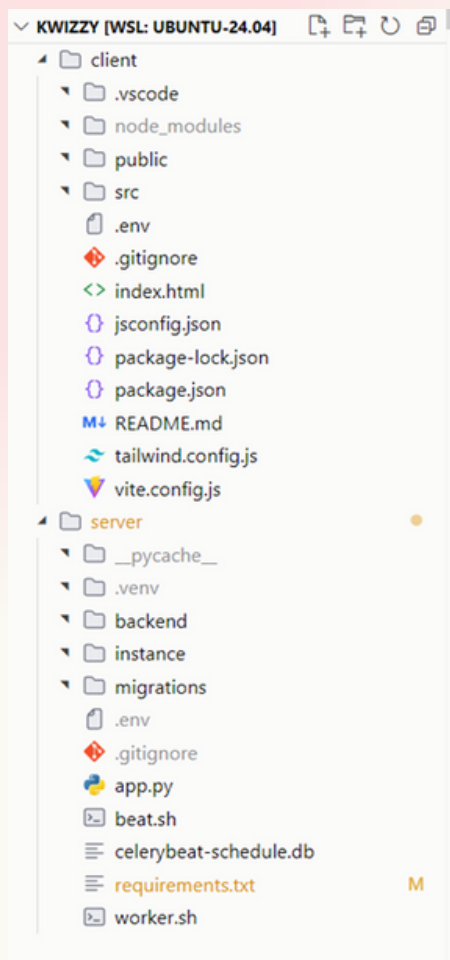 KWIZZY [WSL: UBUNTU-24.04]
client
.vscode
node_modules
public
src
.env
.gitignore
index.html
jsconfig.json
package-lock.json
package.json
README.md
tailwind.config.js
vite.config.js
server
__pycache__
.venv
backend
instance
migrations
.env
.gitignore
app.py
beat.sh
celerybeat-schedule.db
requirements.txt M
worker.sh